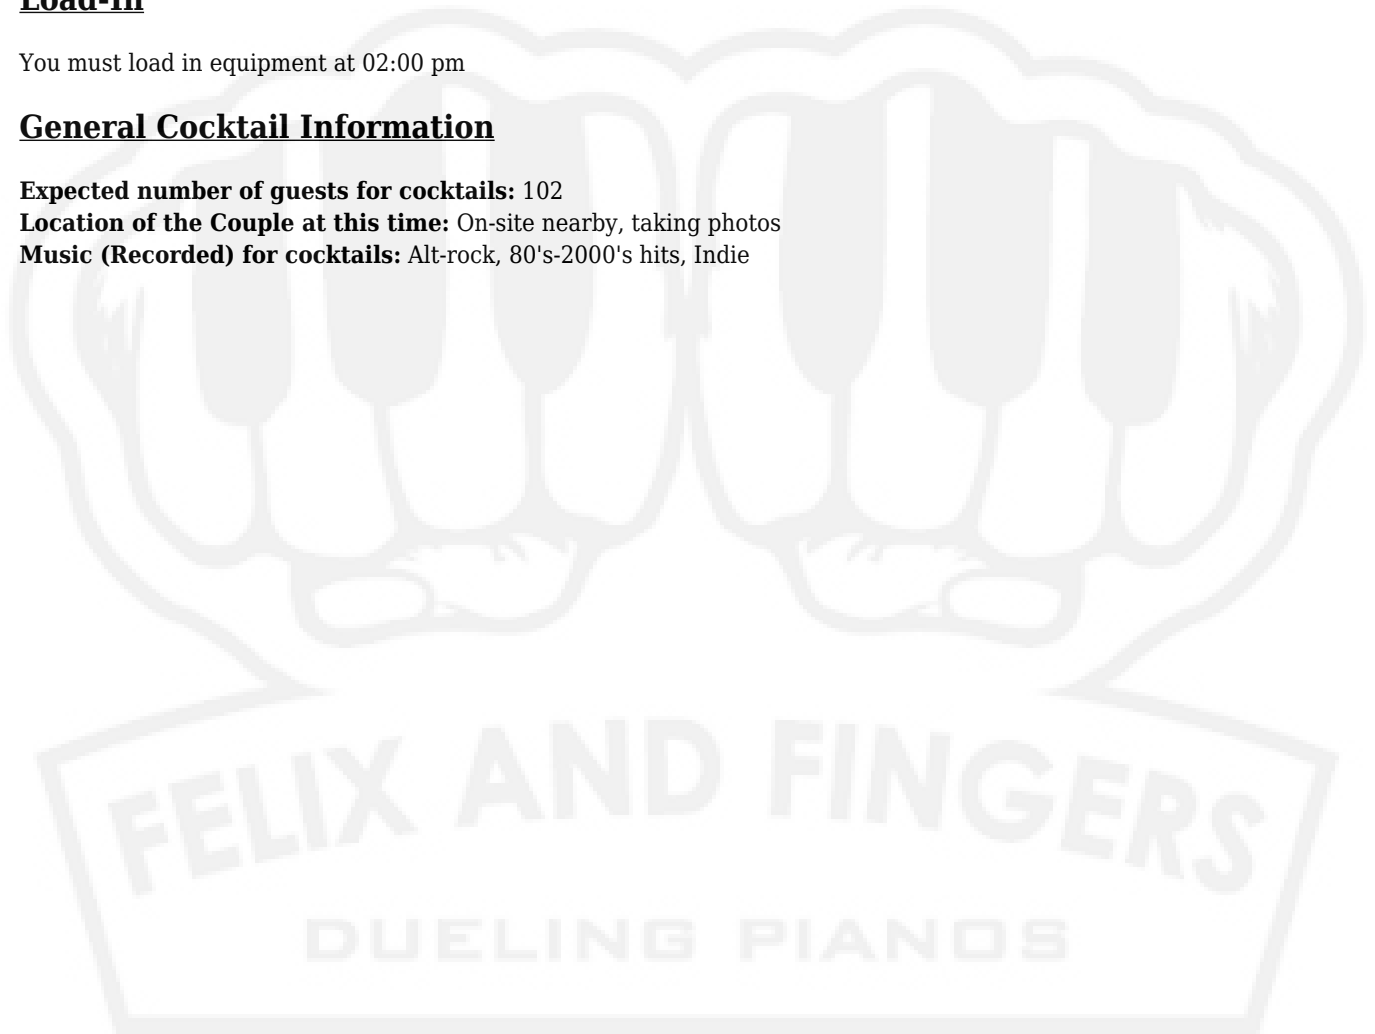 Load-In
You must load in equipment at 02:00 pm
General Cocktail Information
Expected number of guests for cocktails: 102
Location of the Couple at this time: On-site nearby, taking photos
Music (Recorded) for cocktails: Alt-rock, 80's-2000's hits, Indie
FELIX AND FINGERS
DUELING PIANOS